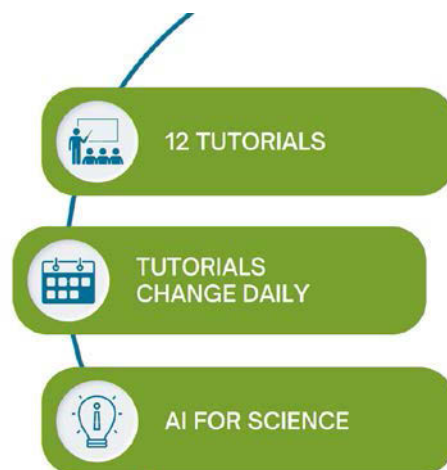 12 TUTORIALS
TUTORIALS
CHANGE DAILY
AI FOR SCIENCE